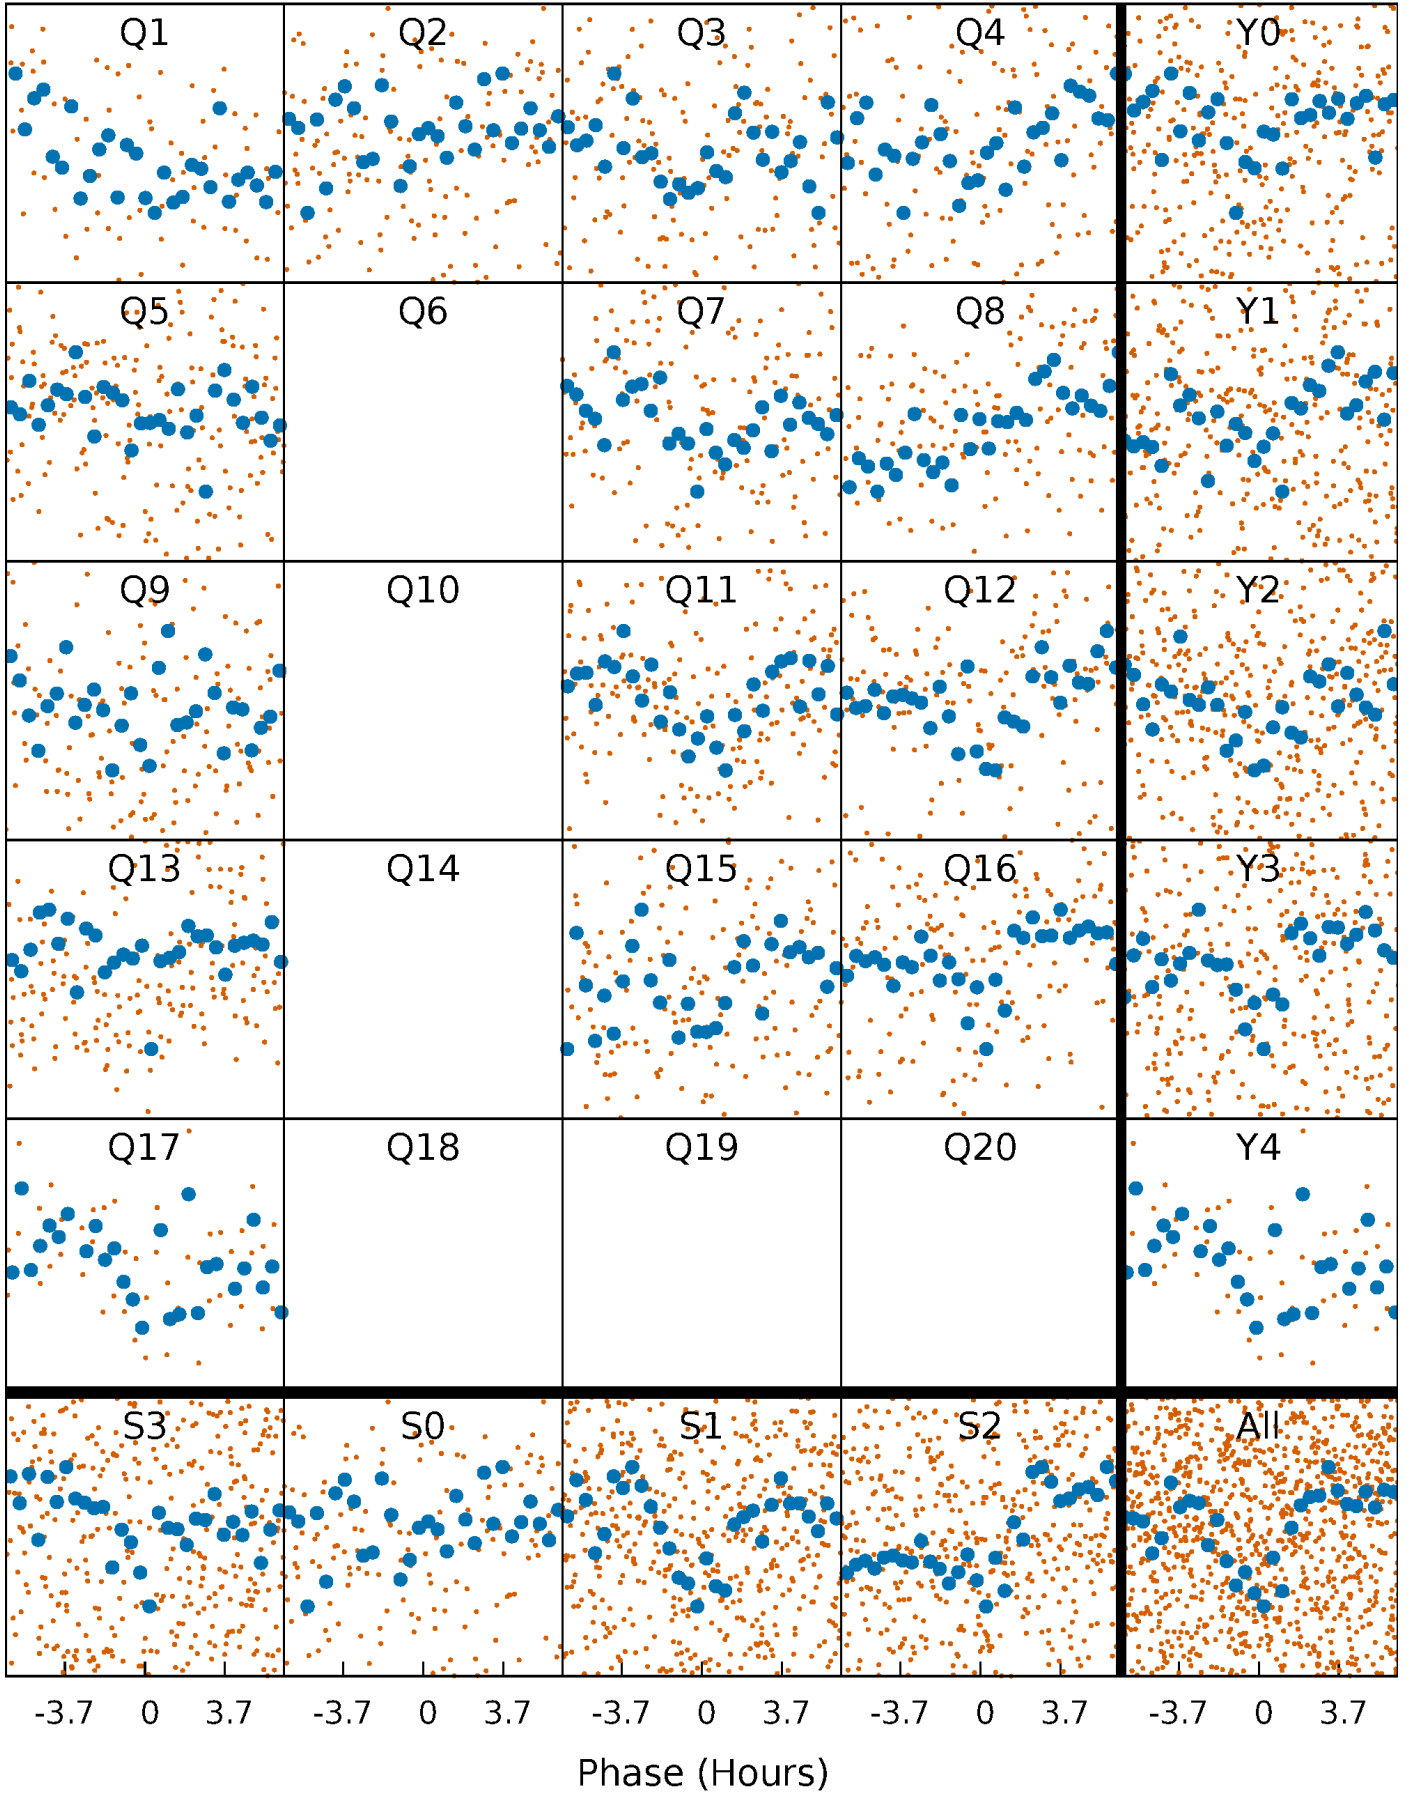 Q1 Q2 Q3 Q4 Y0
Q5 Q6 Q7 Q8 Y1
Q9 Q10 Q11 Q12 Y2
Q13 Q14 Q15 Q16 Y3
Q17 Q18 Q19 Q20 Y4
S3 S0 S1 S2 All
-3.7 0 3.7 -3.7 0 3.7 -3.7 0 3.7 -3.7 0 3.7 -3.7 0 3.7
Phase (Hours)